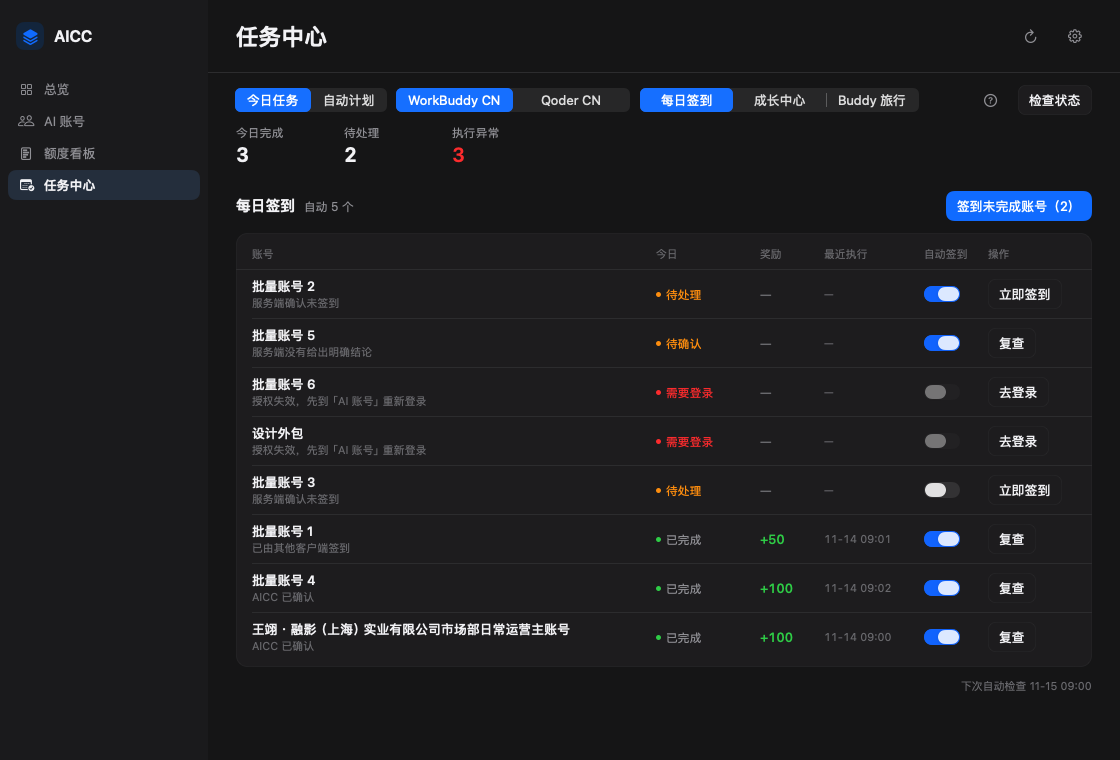 AICC
总览
AI 账号
额度看板
任务中心
任务中心
今日任务 自动计划 WorkBuddy CN Qoder CN 每日签到 成长中心 Buddy 旅行 检查状态
今日完成 待处理 执行异常
3 2 3
每日签到 自动 5 个 签到未完成账号（2）
账号 今日 奖励 最近执行 自动签到 操作
批量账号 2
服务端确认未签到
待处理 — — 立即签到
批量账号 5
服务端没有给出明确结论
待确认 — — 复查
批量账号 6
授权失效，先到「AI 账号」重新登录
需要登录 — — 去登录
设计外包
授权失效，先到「AI 账号」重新登录
需要登录 — — 去登录
批量账号 3
服务端确认未签到
待处理 — — 立即签到
批量账号 1
已由其他客户端签到
已完成 +50 11-14 09:01 复查
批量账号 4
AICC 已确认
已完成 +100 11-14 09:02 复查
王翊 · 融影（上海）实业有限公司市场部日常运营主账号
AICC 已确认
已完成 +100 11-14 09:00 复查
下次自动检查 11-15 09:00